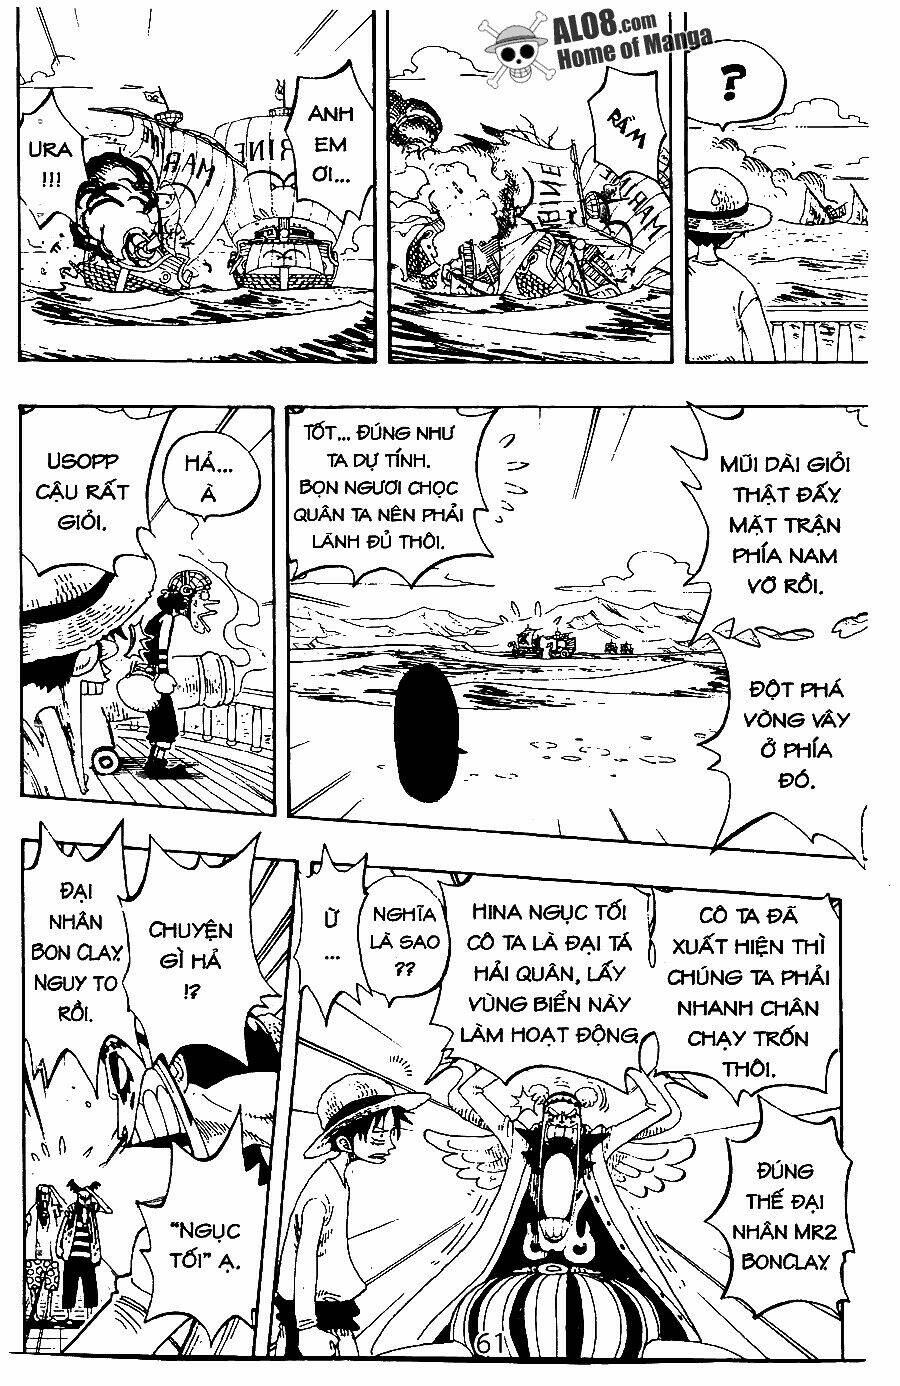 ALO8.com
Home of Manga
?
RẦM
ANH
EM
ƠI...
URA
!!!
MARINE
RINE
MARINE
MŨI DÀI GIỎI
THẬT ĐẤY
MẶT TRẬN
PHÍA NAM
VỠ RỒI.
ĐỘT PHÁ
VÒNG VÂY
Ở PHÍA
ĐÓ.
TỐT... ĐÚNG NHƯ
TA DỰ TÍNH.
BỌN NGƯƠI CHỌC
QUÂN TA NÊN PHẢI
LÃNH ĐỦ THÔI.
HẢ...
À
USOPP
CẬU RẤT
GIỎI.
CÔ TA ĐÃ
XUẤT HIỆN THÌ
CHÚNG TA PHẢI
NHANH CHÂN
CHẠY TRỐN
THÔI.
HINA NGỤC TỐI
CÔ TA LÀ ĐẠI TÁ
HẢI QUÂN, LẤY
VÙNG BIỂN NÀY
LÀM HOẠT ĐỘNG
NGHĨA
LÀ SAO
??
Ừ
...
ĐÚNG
THẾ ĐẠI
NHÂN MR2
BONCLAY
CHUYỆN
GÌ HẢ
!?
ĐẠI
NHÂN
BON CLAY
NGUY TO
RỒI.
"NGỤC
TỐI" Ạ.
61